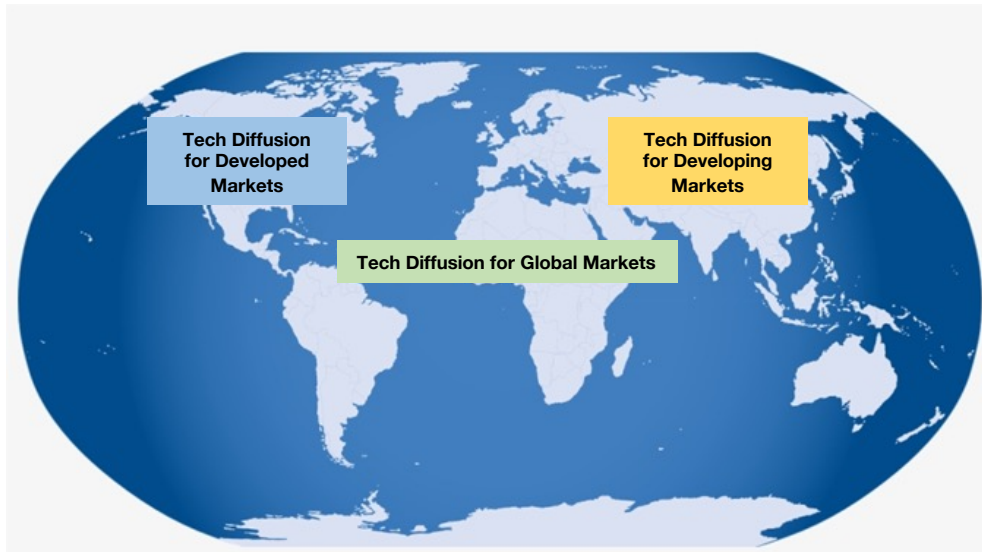 Tech Diffusion
for Developed
Markets
Tech Diffusion
for Developing
Markets
Tech Diffusion for Global Markets